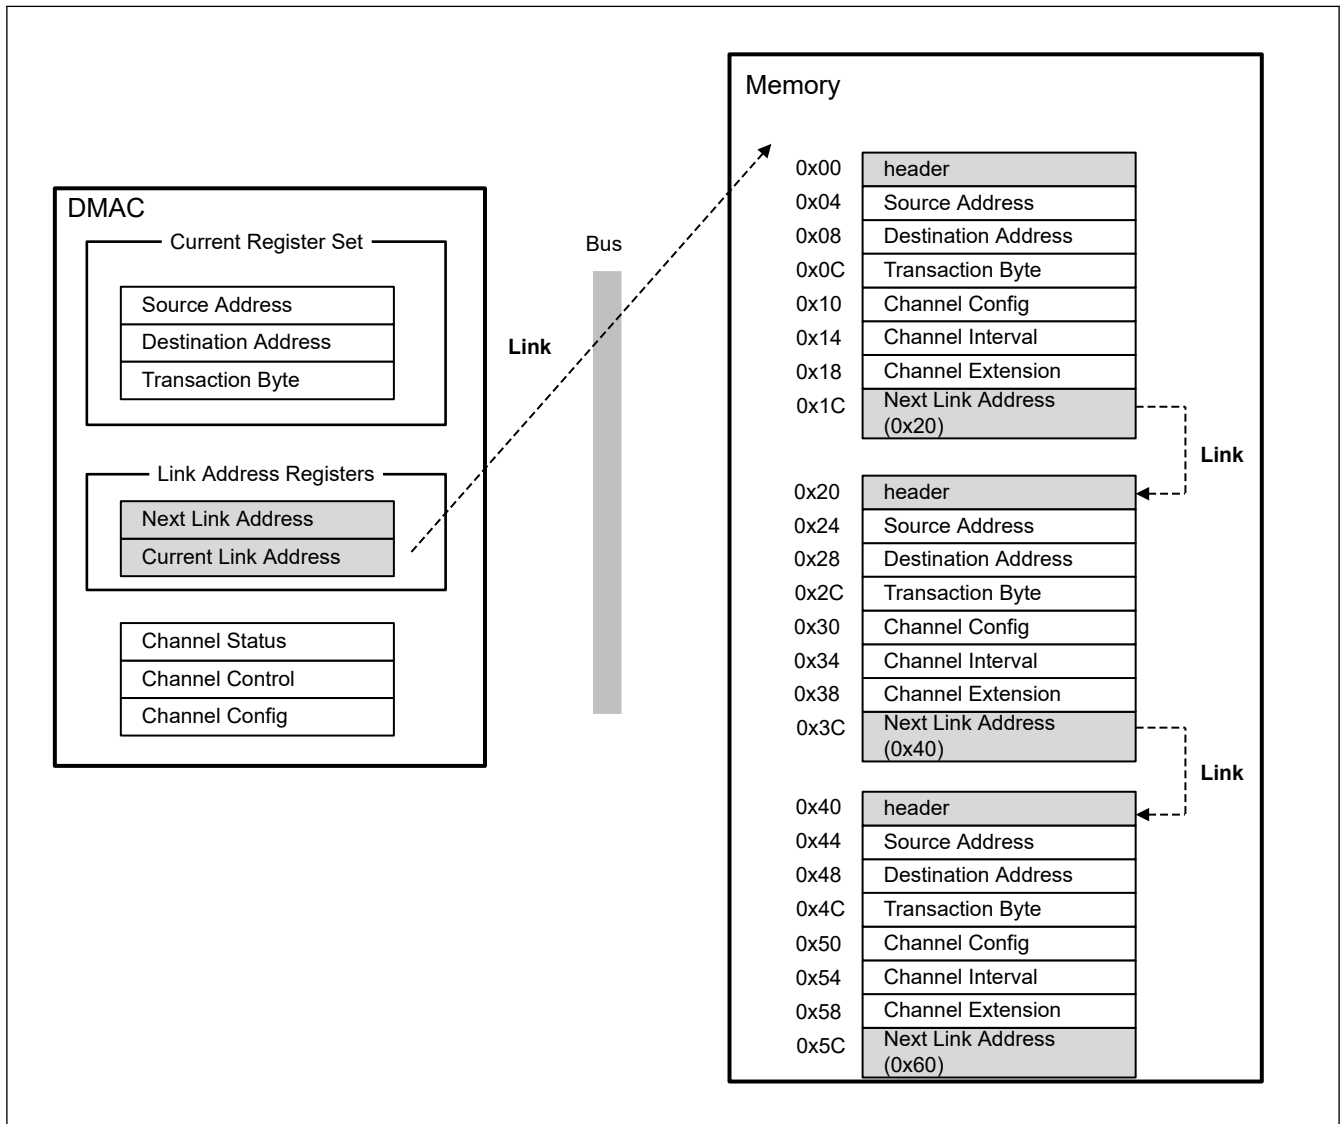 DMAC
Current Register Set
Source Address
Destination Address
Transaction Byte
Link Address Registers
Next Link Address
Current Link Address
Channel Status
Channel Control
Channel Config
Link
Bus
Memory
0x00 header
0x04 Source Address
0x08 Destination Address
0x0C Transaction Byte
0x10 Channel Config
0x14 Channel Interval
0x18 Channel Extension
0x1C Next Link Address
(0x20)
Link
0x20 header
0x24 Source Address
0x28 Destination Address
0x2C Transaction Byte
0x30 Channel Config
0x34 Channel Interval
0x38 Channel Extension
0x3C Next Link Address
(0x40)
Link
0x40 header
0x44 Source Address
0x48 Destination Address
0x4C Transaction Byte
0x50 Channel Config
0x54 Channel Interval
0x58 Channel Extension
0x5C Next Link Address
(0x60)